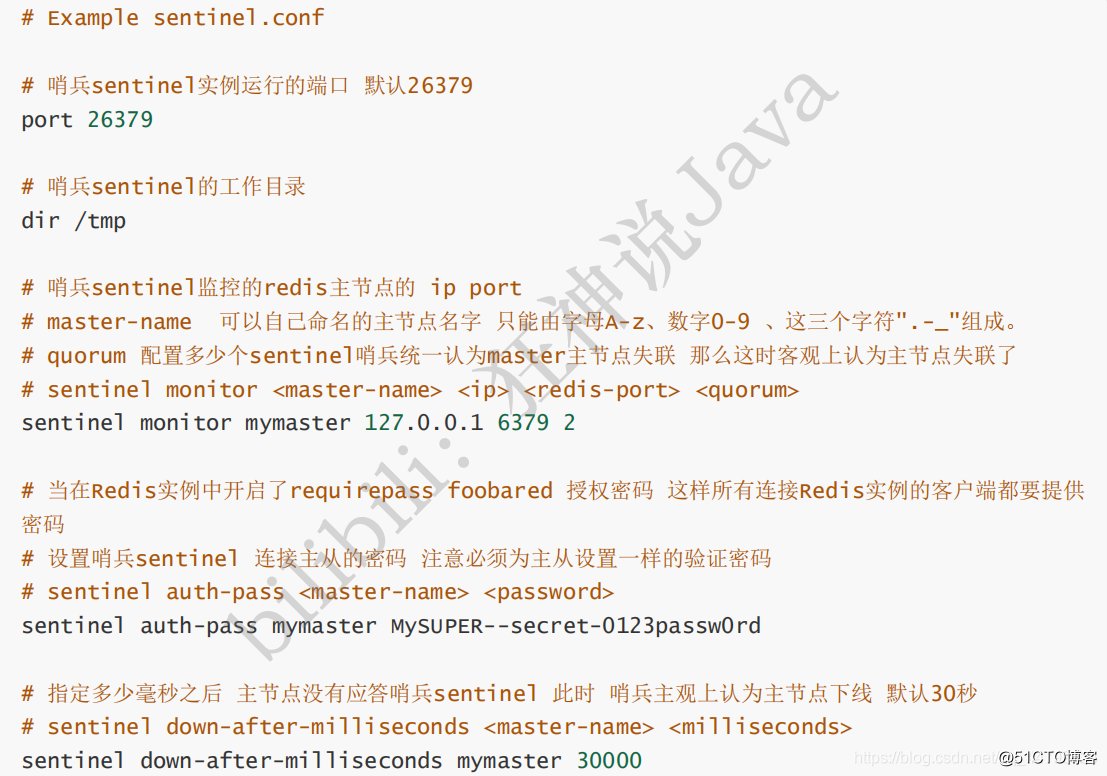 # Example sentinel.conf
# 哨兵sentinel实例运行的端口 默认26379
port 26379
# 哨兵sentinel的工作目录
dir /tmp
# 哨兵sentinel监控的redis主节点的 ip port
# master-name 可以自己命名的主节点名字 只能由字母A-z、数字0-9 、这三个字符".-_"组成。
# quorum 配置多少个sentinel哨兵统一认为master主节点失联 那么这时客观上认为主节点失联了
# sentinel monitor <master-name> <ip> <redis-port> <quorum>
sentinel monitor mymaster 127.0.0.1 6379 2
# 当在Redis实例中开启了requirepass foobared 授权密码 这样所有连接Redis实例的客户端都要提供
密码
# 设置哨兵sentinel 连接主从的密码 注意必须为主从设置一样的验证密码
# sentinel auth-pass <master-name> <password>
sentinel auth-pass mymaster MySUPER--secret-0123passw0rd
# 指定多少毫秒之后 主节点没有应答哨兵sentinel 此时 哨兵主观上认为主节点下线 默认30秒
# sentinel down-after-milliseconds <master-name> <milliseconds>
sentinel down-after-milliseconds mymaster 30000
bilibili：狂神说Java
https://blog.csdn.net/
@51CTO博客